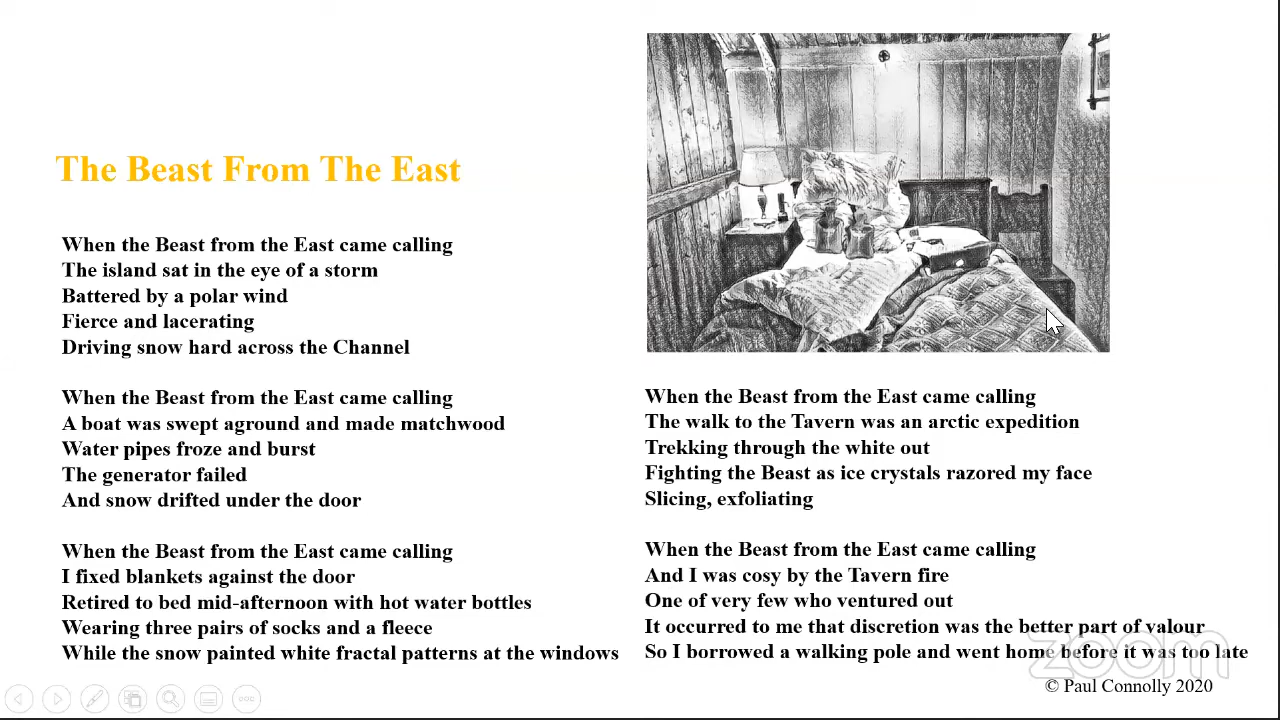 The Beast From The East
When the Beast from the East came calling
The island sat in the eye of a storm
Battered by a polar wind
Fierce and lacerating
Driving snow hard across the Channel
When the Beast from the East came calling
A boat was swept aground and made matchwood
Water pipes froze and burst
The generator failed
And snow drifted under the door
When the Beast from the East came calling
I fixed blankets against the door
Retired to bed mid-afternoon with hot water bottles
Wearing three pairs of socks and a fleece
While the snow painted white fractal patterns at the windows
When the Beast from the East came calling
The walk to the Tavern was an arctic expedition
Trekking through the white out
Fighting the Beast as ice crystals razored my face
Slicing, exfoliating
When the Beast from the East came calling
And I was cosy by the Tavern fire
One of very few who ventured out
It occurred to me that discretion was the better part of valour
So I borrowed a walking pole and went home before it was too late
© Paul Connolly 2020
zoom